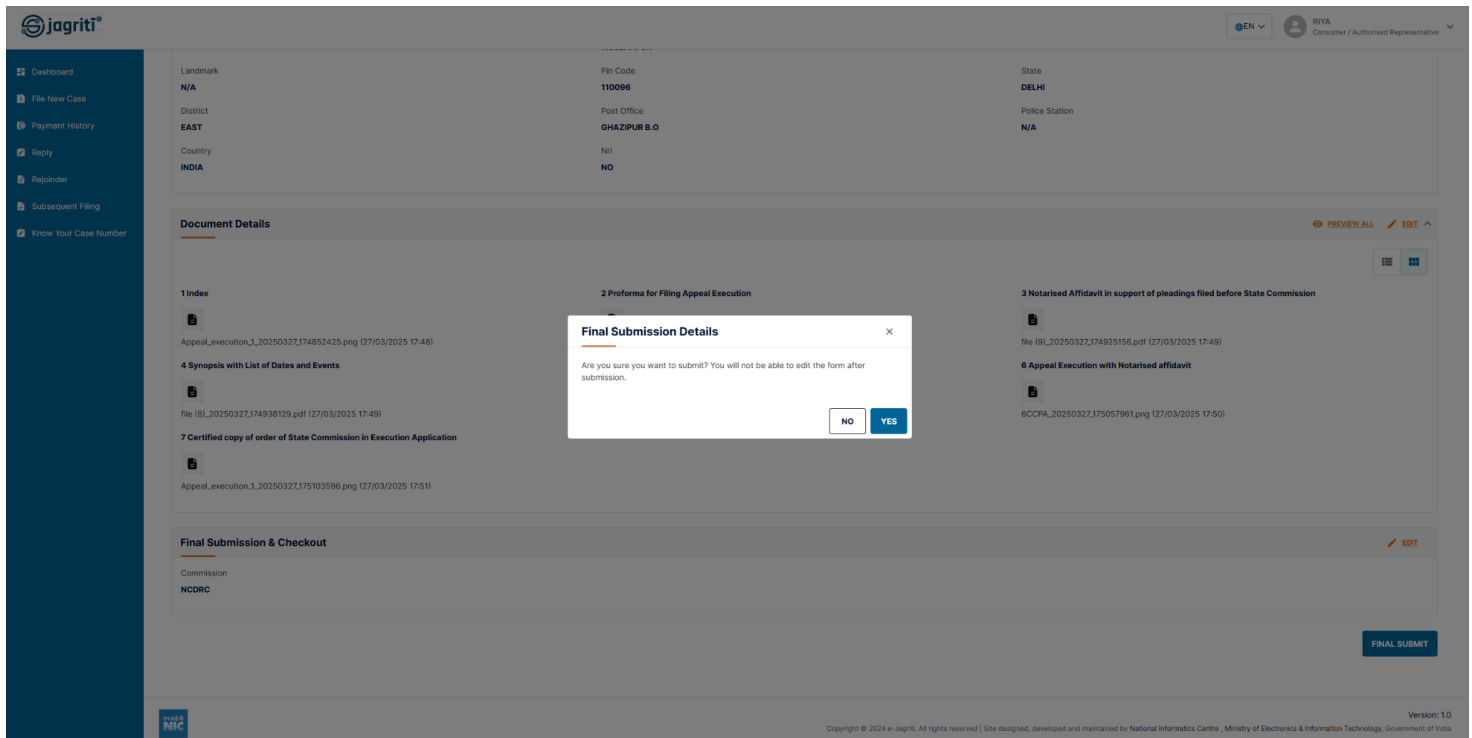 jagriti
EN
RIYA
Consumer / Authorised Representative
Dashboard
File New Case
Payment History
Reply
Rejoinder
Subsequent Filing
Know Your Case Number
Landmark
Pin Code
State
N/A
110096
DELHI
District
Post Office
Police Station
EAST
GHAZIPUR B.O
N/A
Country
Nri
INDIA
NO
Document Details
PREVIEW ALL
EDIT
1 Index
2 Proforma for Filing Appeal Execution
3 Notarised Affidavit in support of pleadings filed before State Commission
Appeal_execution_1_20250327_174852425.png (27/03/2025 17:48)
file (9)_20250327_174925156.pdf (27/03/2025 17:49)
4 Synopsis with List of Dates and Events
6 Appeal Execution with Notarised affidavit
file (8)_20250327_174938129.pdf (27/03/2025 17:49)
6CCPA_20250327_175057961.png (27/03/2025 17:50)
7 Certified copy of order of State Commission in Execution Application
Appeal_execution_1_20250327_175103596.png (27/03/2025 17:51)
Final Submission Details
Are you sure you want to submit? You will not be able to edit the form after
submission.
NO
YES
Final Submission & Checkout
EDIT
Commission
NCDRC
FINAL SUBMIT
NIC
Version: 1.0
Copyright © 2024 e-Jagriti. All rights reserved | Site designed, developed and maintained by National Informatics Centre , Ministry of Electronics & Information Technology, Government of India